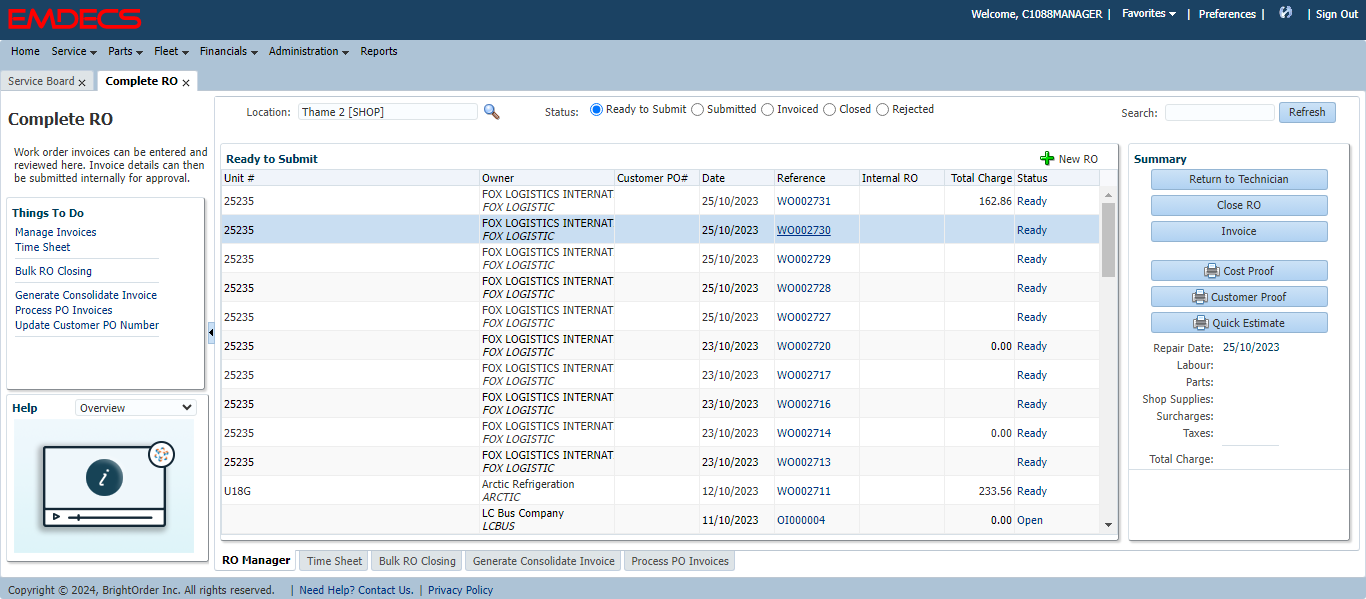 EMDECS
Welcome, C1088MANAGER | Favorites | Preferences | | Sign Out
Home Service Parts Fleet Financials Administration Reports
Service Board x Complete RO x
Complete RO
Work order invoices can be entered and
reviewed here. Invoice details can then
be submitted internally for approval.
Things To Do
Manage Invoices
Time Sheet
Bulk RO Closing
Generate Consolidate Invoice
Process PO Invoices
Update Customer PO Number
Help Overview
Location: Thame 2 [SHOP] Status: Ready to Submit Submitted Invoiced Closed Rejected Search: Refresh
Ready to Submit New RO
Unit # Owner Customer PO# Date Reference Internal RO Total Charge Status
25235 FOX LOGISTICS INTERNAT 25/10/2023 WO002731 162.86 Ready
FOX LOGISTIC
25235 FOX LOGISTICS INTERNAT 25/10/2023 WO002730 Ready
FOX LOGISTIC
25235 FOX LOGISTICS INTERNAT 25/10/2023 WO002729 Ready
FOX LOGISTIC
25235 FOX LOGISTICS INTERNAT 25/10/2023 WO002728 Ready
FOX LOGISTIC
25235 FOX LOGISTICS INTERNAT 25/10/2023 WO002727 Ready
FOX LOGISTIC
25235 FOX LOGISTICS INTERNAT 23/10/2023 WO002720 0.00 Ready
FOX LOGISTIC
25235 FOX LOGISTICS INTERNAT 23/10/2023 WO002717 Ready
FOX LOGISTIC
25235 FOX LOGISTICS INTERNAT 23/10/2023 WO002716 Ready
FOX LOGISTIC
25235 FOX LOGISTICS INTERNAT 23/10/2023 WO002714 0.00 Ready
FOX LOGISTIC
25235 FOX LOGISTICS INTERNAT 23/10/2023 WO002713 Ready
FOX LOGISTIC
U18G Arctic Refrigeration 12/10/2023 WO002711 233.56 Ready
ARCTIC
LC Bus Company 11/10/2023 OI000004 0.00 Open
LCBUS
Summary
Return to Technician
Close RO
Invoice
Cost Proof
Customer Proof
Quick Estimate
Repair Date: 25/10/2023
Labour:
Parts:
Shop Supplies:
Surcharges:
Taxes:
Total Charge:
RO Manager Time Sheet Bulk RO Closing Generate Consolidate Invoice Process PO Invoices
Copyright © 2024, BrightOrder Inc. All rights reserved. | Need Help? Contact Us. | Privacy Policy